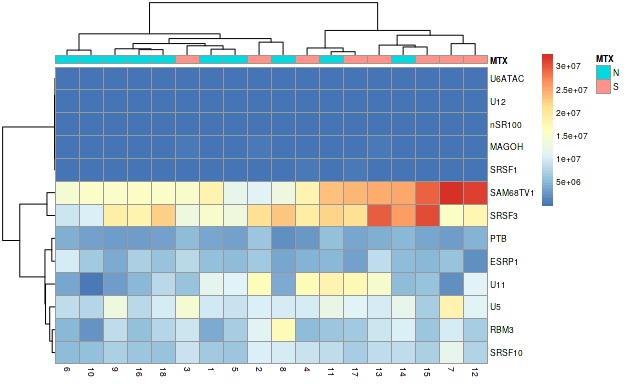 MTX
U6ATAC
U12
nSR100
MAGOH
SRSF1
SAM68TV1
SRSF3
PTB
ESRP1
U11
U5
RBM3
SRSF10
6 10 9 16 18 3 1 5 2 8 4 11 17 13 14 15 7 12
3e+07
2.5e+07
2e+07
1.5e+07
1e+07
5e+06
MTX
N
S